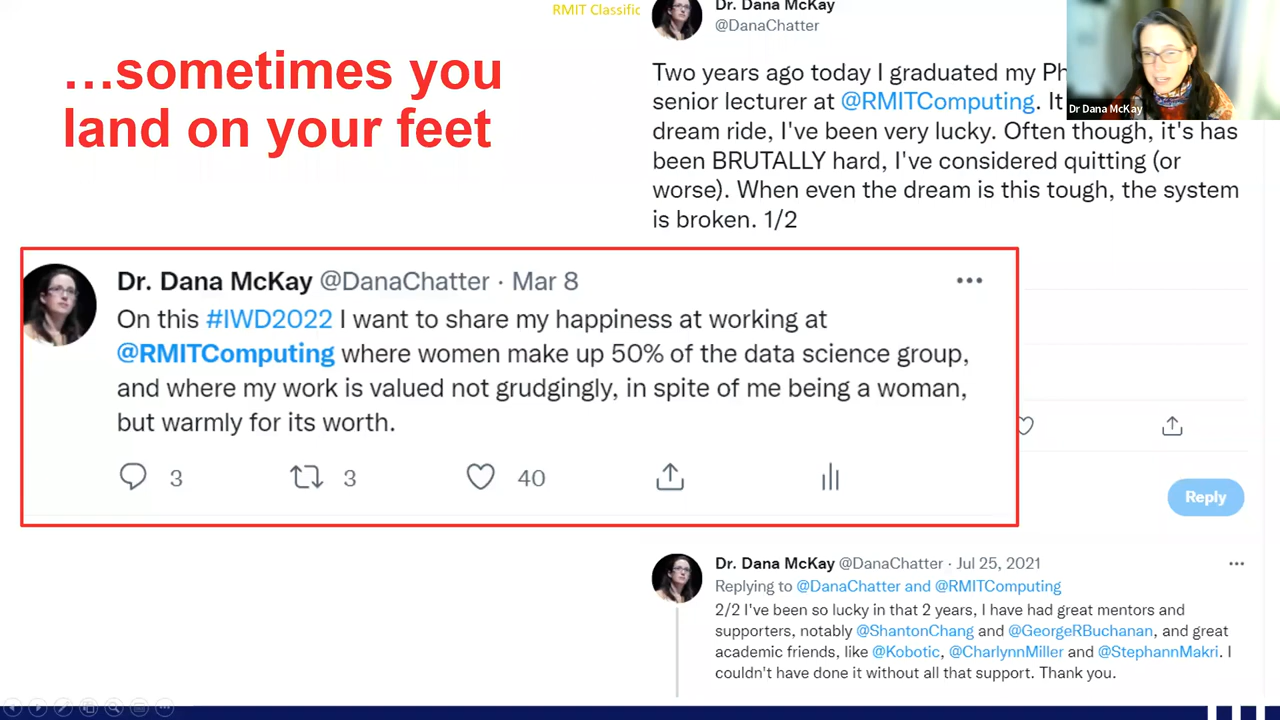 RMIT Classific
…sometimes you
land on your feet
Dr. Dana McKay
@DanaChatter
Two years ago today I graduated my Ph
senior lecturer at @RMITComputing. It
dream ride, I've been very lucky. Often though, it's has
been BRUTALLY hard, I've considered quitting (or
worse). When even the dream is this tough, the system
is broken. 1/2
Dr Dana McKay
Dr. Dana McKay @DanaChatter · Mar 8
On this #IWD2022 I want to share my happiness at working at
@RMITComputing where women make up 50% of the data science group,
and where my work is valued not grudgingly, in spite of me being a woman,
but warmly for its worth.
3 3 40
Reply
Dr. Dana McKay @DanaChatter · Jul 25, 2021
Replying to @DanaChatter and @RMITComputing
2/2 I've been so lucky in that 2 years, I have had great mentors and
supporters, notably @ShantonChang and @GeorgeRBuchanan, and great
academic friends, like @Kobotic, @CharlynnMiller and @StephannMakri. I
couldn't have done it without all that support. Thank you.